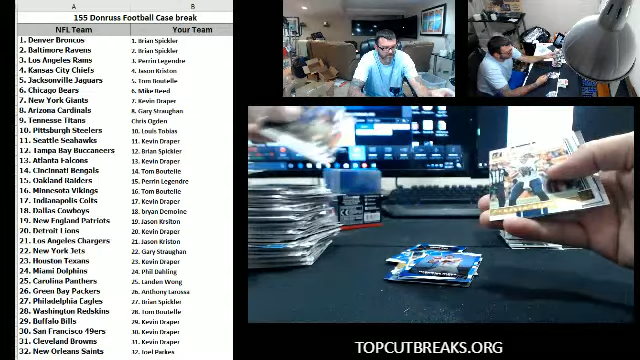 A B
155 Donruss Football Case break
NFL Team Your Team
1. Denver Broncos 1. Brian Spickler
2. Baltimore Ravens 2. Brian Spickler
3. Los Angeles Rams 3. Perrin Legendre
4. Kansas City Chiefs 4. Jason Kriston
5. Jacksonville Jaguars 5. Tom Boutelle
6. Chicago Bears 6. Mike Reed
7. New York Giants 7. Kevin Draper
8. Arizona Cardinals 8. Gary Straughan
9. Tennesse Titans Chris Ogden
10. Pittsburgh Steelers 10. Louis Tobias
11. Seattle Seahawks 11. Kevin Draper
12. Tampa Bay Buccaneers 12. Brian Spickler
13. Atlanta Falcons 13. Kevin Draper
14. Cincinnati Bengals 14. Tom Boutelle
15. Oakland Raiders 15. Perrin Legendre
16. Minnesota Vikings 16. Tom Boutelle
17. Indianapolis Colts 17. Kevin Draper
18. Dallas Cowboys 18. bryan Demoine
19. New England Patriots 19. Jason Kriston
20. Detroit Lions 20. Kevin Draper
21. Los Angeles Chargers 21. Jason Kriston
22. New York Jets 22. Gary Straughan
23. Houston Texans 23. Kevin Draper
24. Miami Dolphins 24. Phil Dahling
25. Carolina Panthers 25. Landen Wong
26. Green Bay Packers 26. Anthony Larossa
27. Philadelphia Eagles 27. Brian Spickler
28. Washington Redskins 28. Tom Boutelle
29. Buffalo Bills 29. Kevin Draper
30. San Francisco 49ers 30. Kevin Draper
31. Cleveland Browns 31. Kevin Draper
32. New Orleans Saints 32. Joel Parkes
TOPCUTBREAKS.ORG